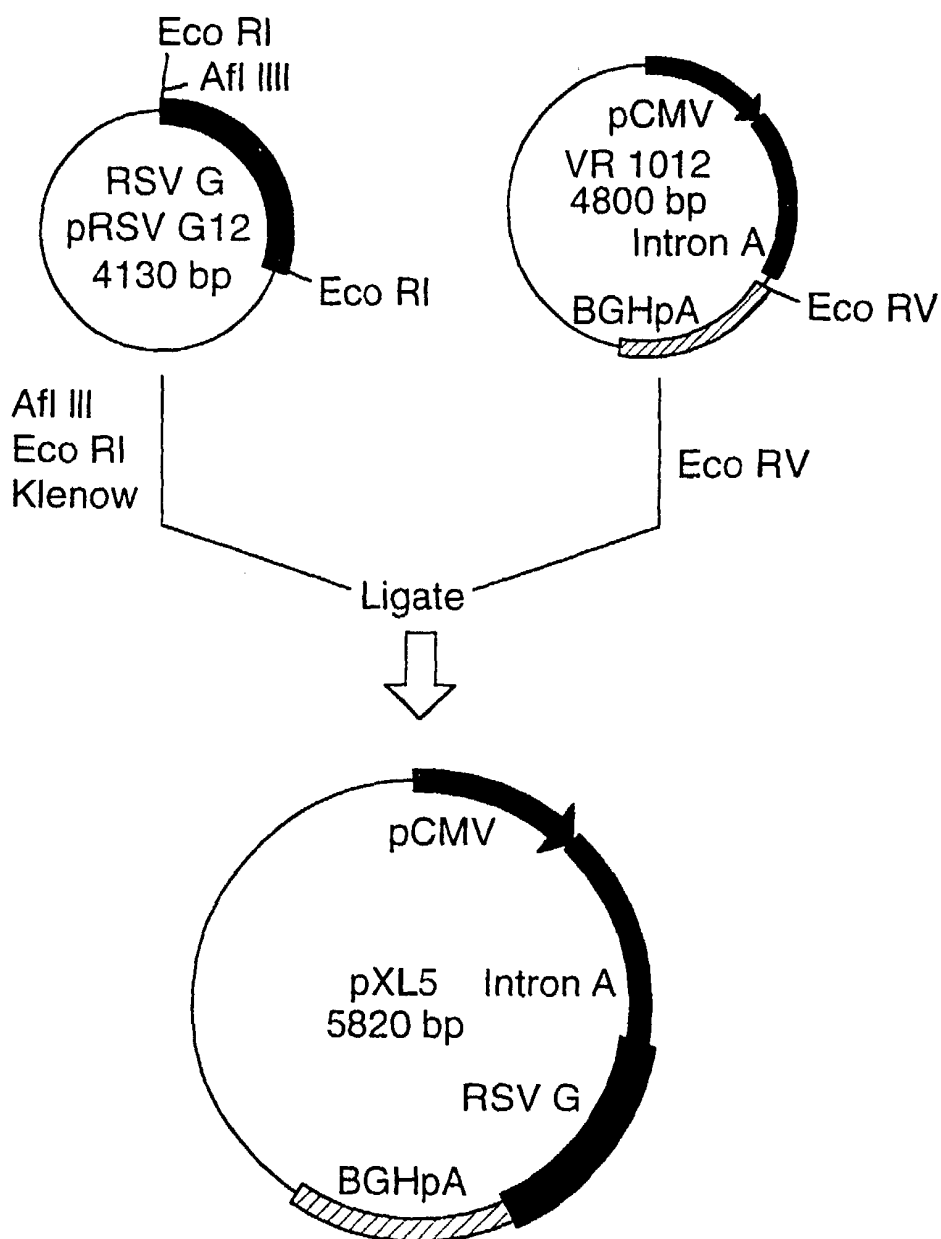 Eco RI
Afl IIII
RSV G
pRSV G12
4130 bp
Eco RI
pCMV
VR 1012
4800 bp
Intron A
BGHpA
Eco RV
Afl III
Eco RI
Klenow
Eco RV
Ligate
pCMV
pXL5
5820 bp
Intron A
RSV G
BGHpA